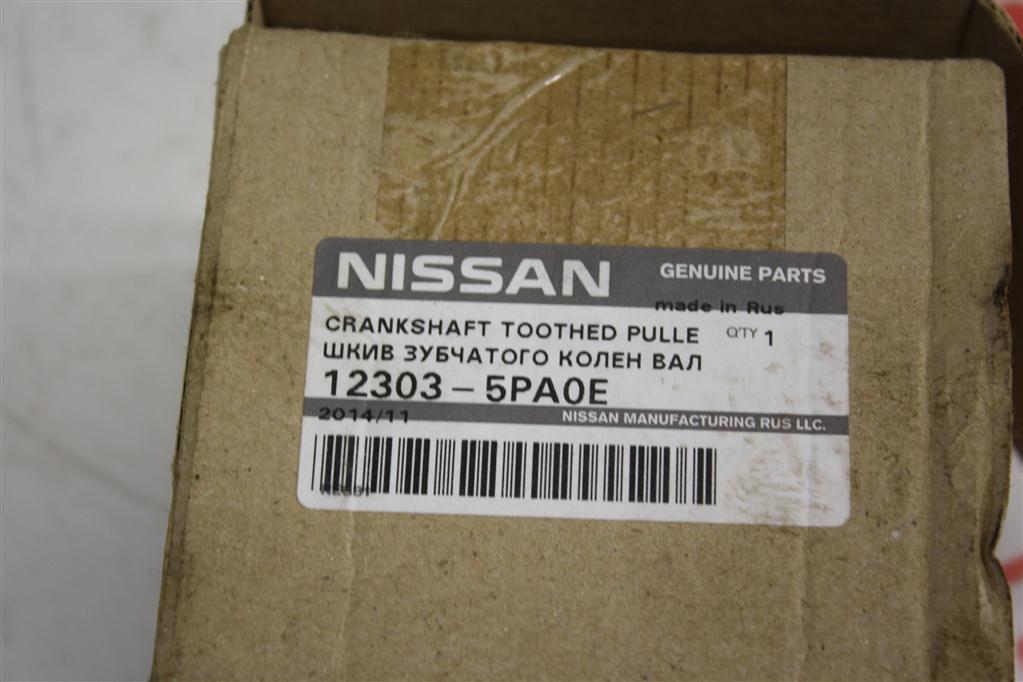 NISSAN GENUINE PARTS
made in Rus
CRANKSHAFT TOOTHED PULLE Q'TY 1
ШКИВ ЗУБЧАТОГО КОЛЕН ВАЛ
12303-5PA0E
2014/11 NISSAN MANUFACTURING RUS LLC.